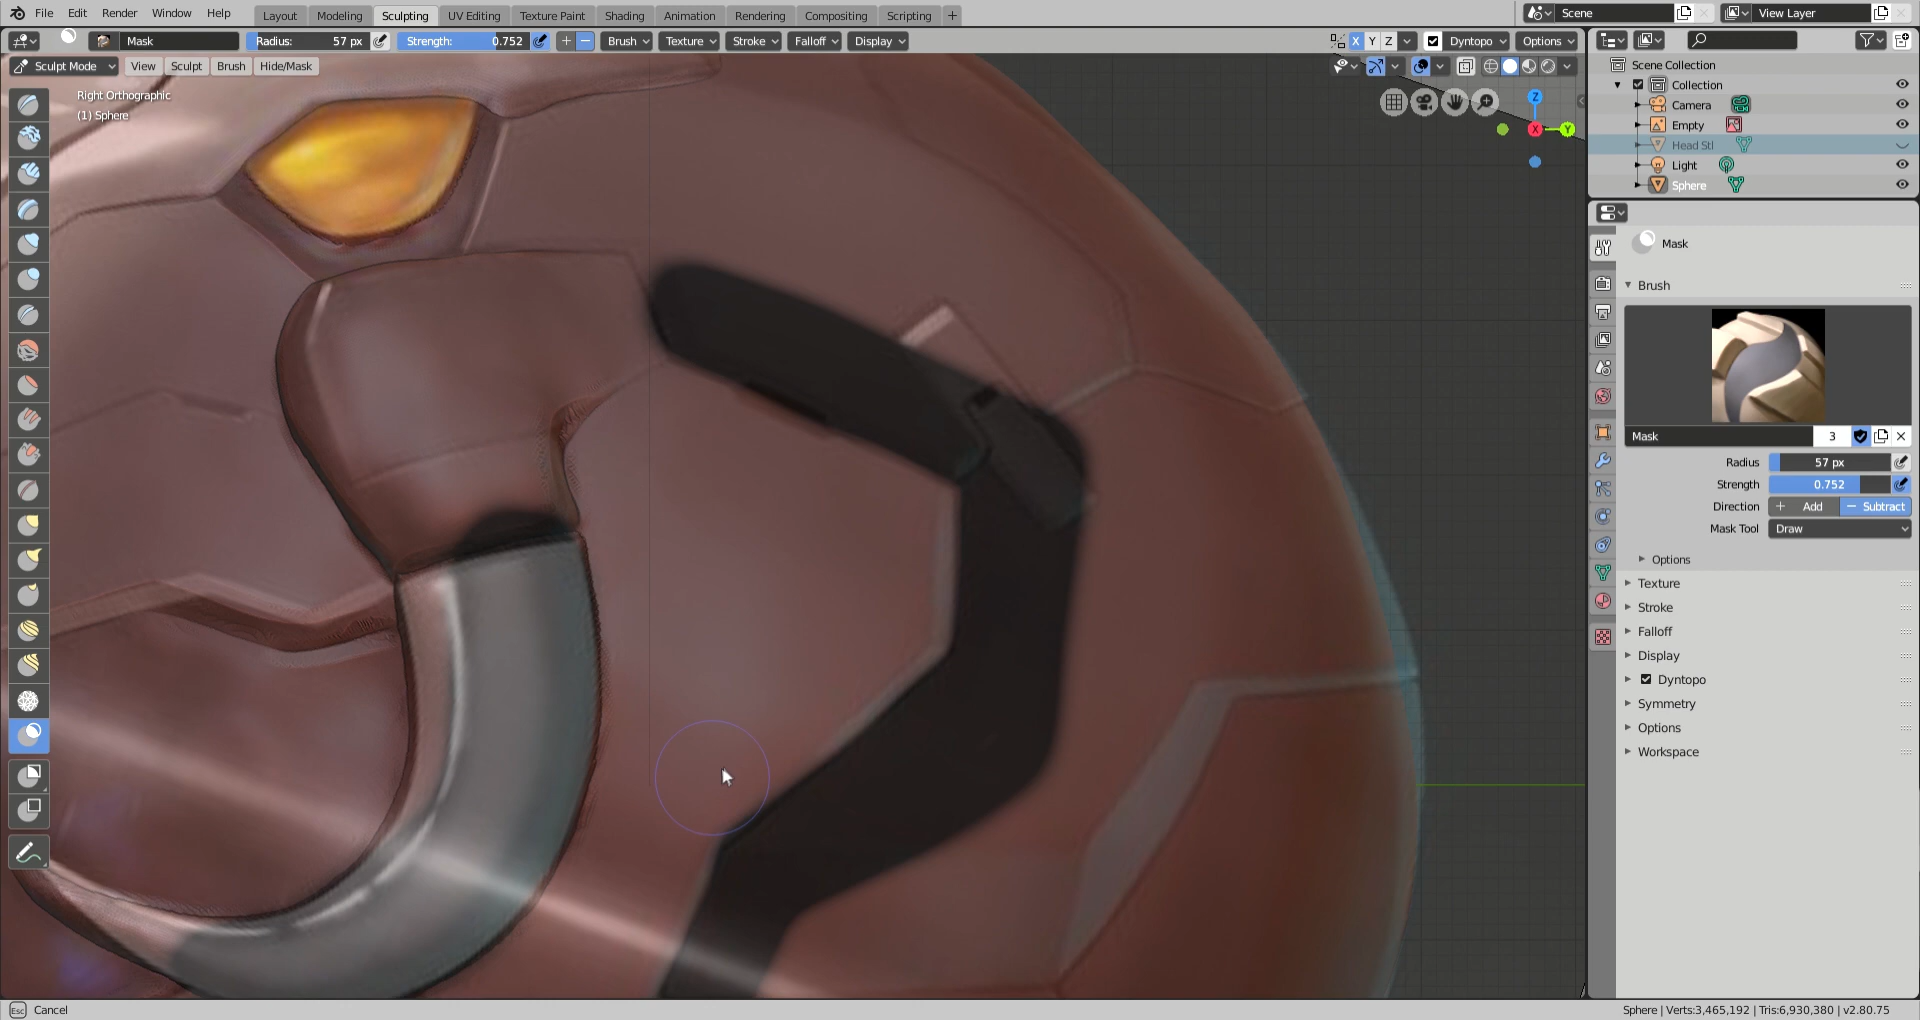 File Edit Render Window Help Layout Modeling Sculpting UV Editing Texture Paint Shading Animation Rendering Compositing Scripting + Scene View Layer
Mask Radius: 57 px Strength: 0.752 Brush Texture Stroke Falloff Display X Y Z Dyntopo Options
Sculpt Mode View Sculpt Brush Hide/Mask
Right Orthographic
(1) Sphere
Z
X
Y
Scene Collection
Collection
Camera
Empty
Head Stl
Light
Sphere
Mask
Brush
Mask 3
Radius 57 px
Strength 0.752
Direction + Add − Subtract
Mask Tool Draw
Options
Texture
Stroke
Falloff
Display
Dyntopo
Symmetry
Options
Workspace
Esc Cancel Sphere | Verts:3,465,192 | Tris:6,930,380 | v2.80.75